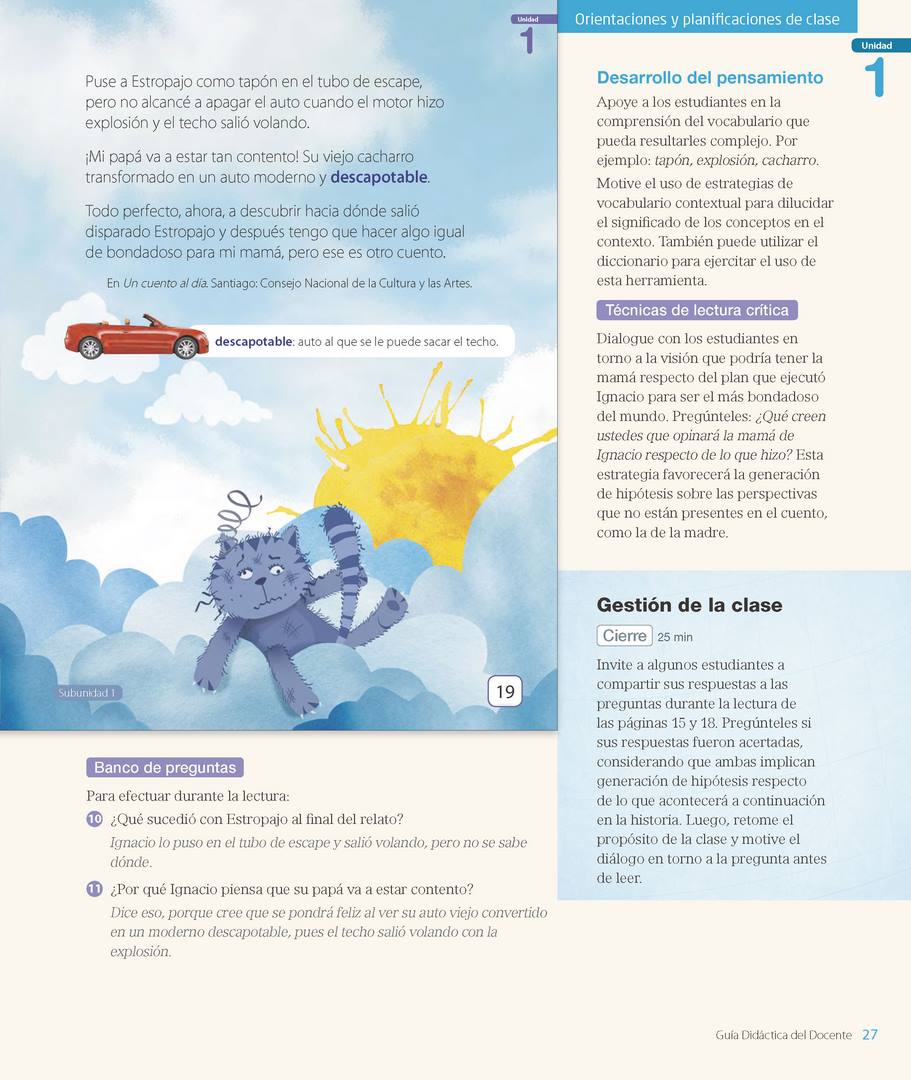 Unidad
1
Puse a Estropajo como tapón en el tubo de escape,
pero no alcancé a apagar el auto cuando el motor hizo
explosión y el techo salió volando.
¡Mi papá va a estar tan contento! Su viejo cacharro
transformado en un auto moderno y descapotable.
Todo perfecto, ahora, a descubrir hacia dónde salió
disparado Estropajo y después tengo que hacer algo igual
de bondadoso para mi mamá, pero ese es otro cuento.
En Un cuento al día. Santiago: Consejo Nacional de la Cultura y las Artes.
descapotable: auto al que se le puede sacar el techo.
Subunidad 1
19
Banco de preguntas
Para efectuar durante la lectura:
10 ¿Qué sucedió con Estropajo al final del relato?
Ignacio lo puso en el tubo de escape y salió volando, pero no se sabe
dónde.
11 ¿Por qué Ignacio piensa que su papá va a estar contento?
Dice eso, porque cree que se pondrá feliz al ver su auto viejo convertido
en un moderno descapotable, pues el techo salió volando con la
explosión.
Orientaciones y planificaciones de clase
Unidad
1
Desarrollo del pensamiento
Apoye a los estudiantes en la
comprensión del vocabulario que
pueda resultarles complejo. Por
ejemplo: tapón, explosión, cacharro.
Motive el uso de estrategias de
vocabulario contextual para dilucidar
el significado de los conceptos en el
contexto. También puede utilizar el
diccionario para ejercitar el uso de
esta herramienta.
Técnicas de lectura crítica
Dialogue con los estudiantes en
torno a la visión que podría tener la
mamá respecto del plan que ejecutó
Ignacio para ser el más bondadoso
del mundo. Pregúnteles: ¿Qué creen
ustedes que opinará la mamá de
Ignacio respecto de lo que hizo? Esta
estrategia favorecerá la generación
de hipótesis sobre las perspectivas
que no están presentes en el cuento,
como la de la madre.
Gestión de la clase
Cierre 25 min
Invite a algunos estudiantes a
compartir sus respuestas a las
preguntas durante la lectura de
las páginas 15 y 18. Pregúnteles si
sus respuestas fueron acertadas,
considerando que ambas implican
generación de hipótesis respecto
de lo que acontecerá a continuación
en la historia. Luego, retome el
propósito de la clase y motive el
diálogo en torno a la pregunta antes
de leer.
Guía Didáctica del Docente 27